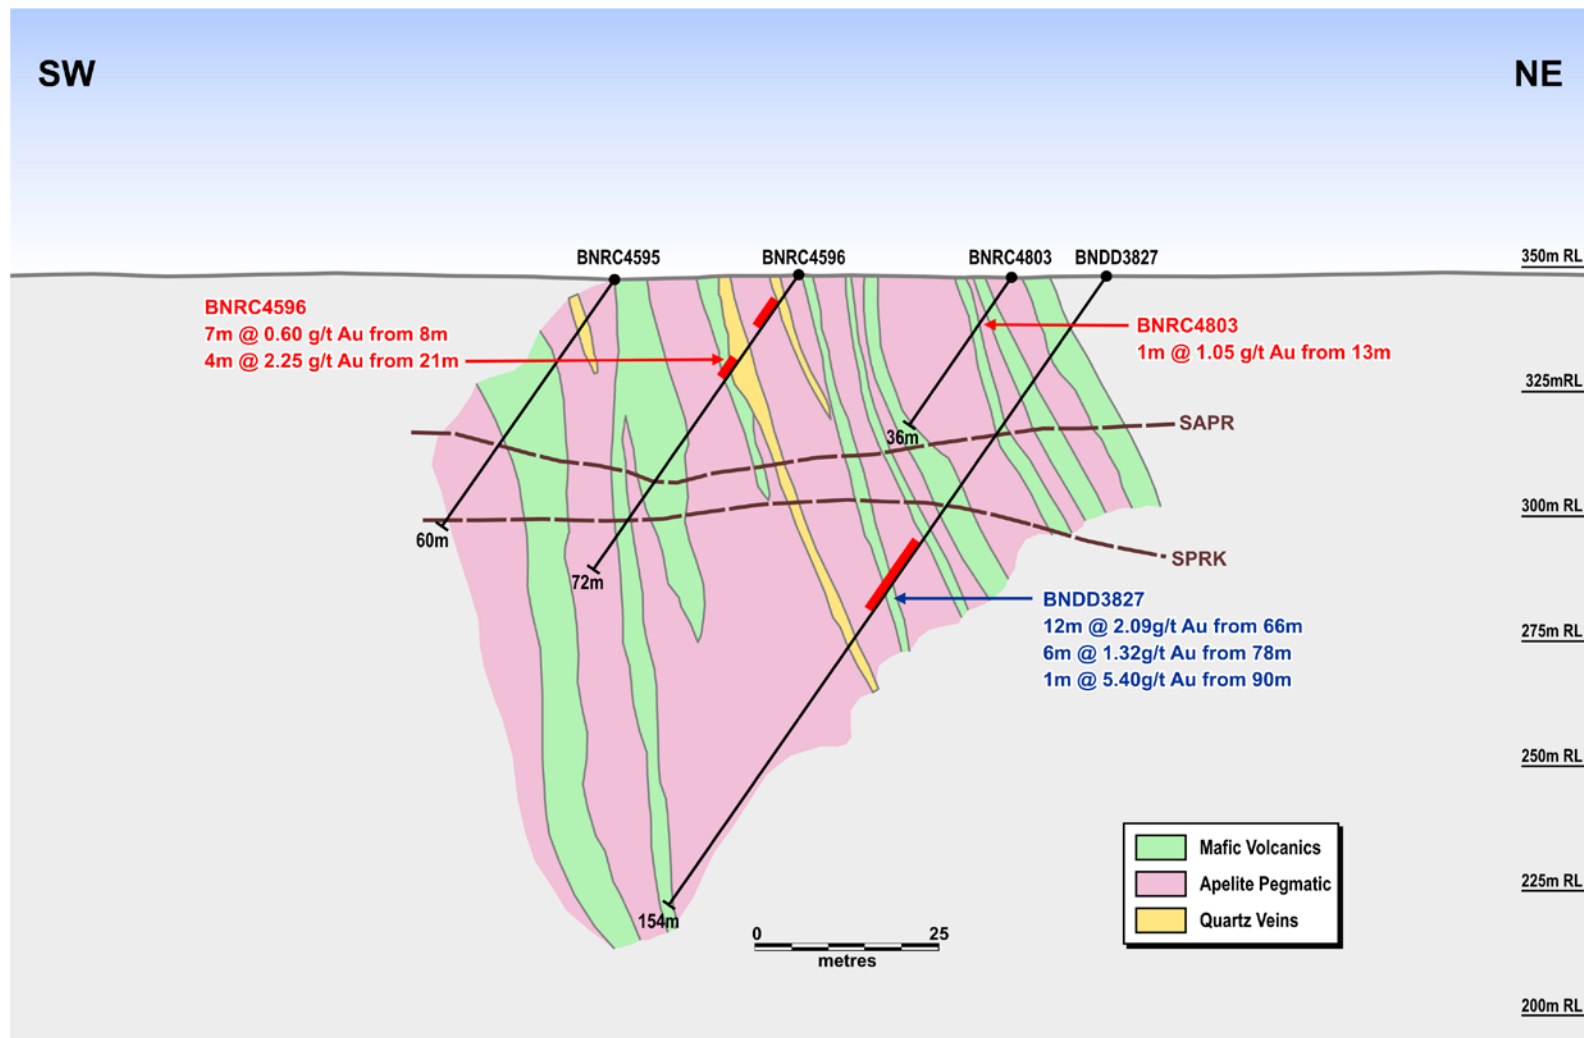 SW
NE
BNRC4595
BNRC4596
BNRC4803
BNDD3827
350m RL
BNRC4596
7m @ 0.60 g/t Au from 8m
4m @ 2.25 g/t Au from 21m
BNRC4803
1m @ 1.05 g/t Au from 13m
325mRL
36m
SAPR
300m RL
60m
72m
SPRK
BNDD3827
12m @ 2.09g/t Au from 66m
6m @ 1.32g/t Au from 78m
1m @ 5.40g/t Au from 90m
275m RL
250m RL
Mafic Volcanics
Apelite Pegmatic
Quartz Veins
225m RL
154m
0 25
metres
200m RL